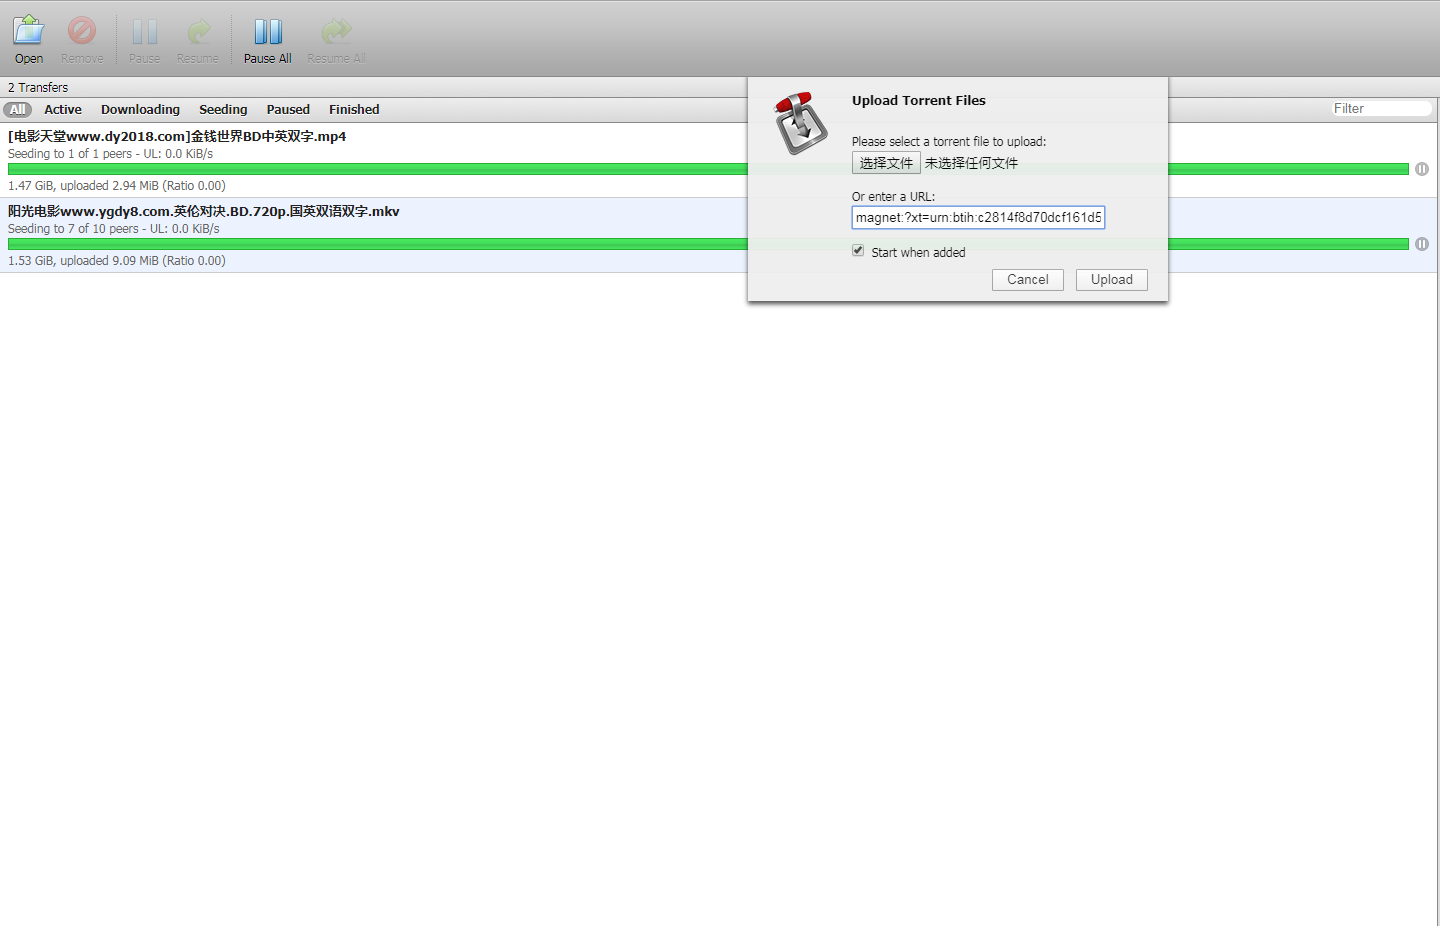 Open Remove Pause Resume Pause All Resume All
2 Transfers
All Active Downloading Seeding Paused Finished Filter
[电影天堂www.dy2018.com]金钱世界BD中英双字.mp4
Seeding to 1 of 1 peers - UL: 0.0 KiB/s
1.47 GiB, uploaded 2.94 MiB (Ratio 0.00)
阳光电影www.ygdy8.com.英伦对决.BD.720p.国英双语双字.mkv
Seeding to 7 of 10 peers - UL: 0.0 KiB/s
1.53 GiB, uploaded 9.09 MiB (Ratio 0.00)
Upload Torrent Files
Please select a torrent file to upload:
选择文件 未选择任何文件
Or enter a URL:
magnet:?xt=urn:btih:c2814f8d70dcf161d5
Start when added
Cancel Upload